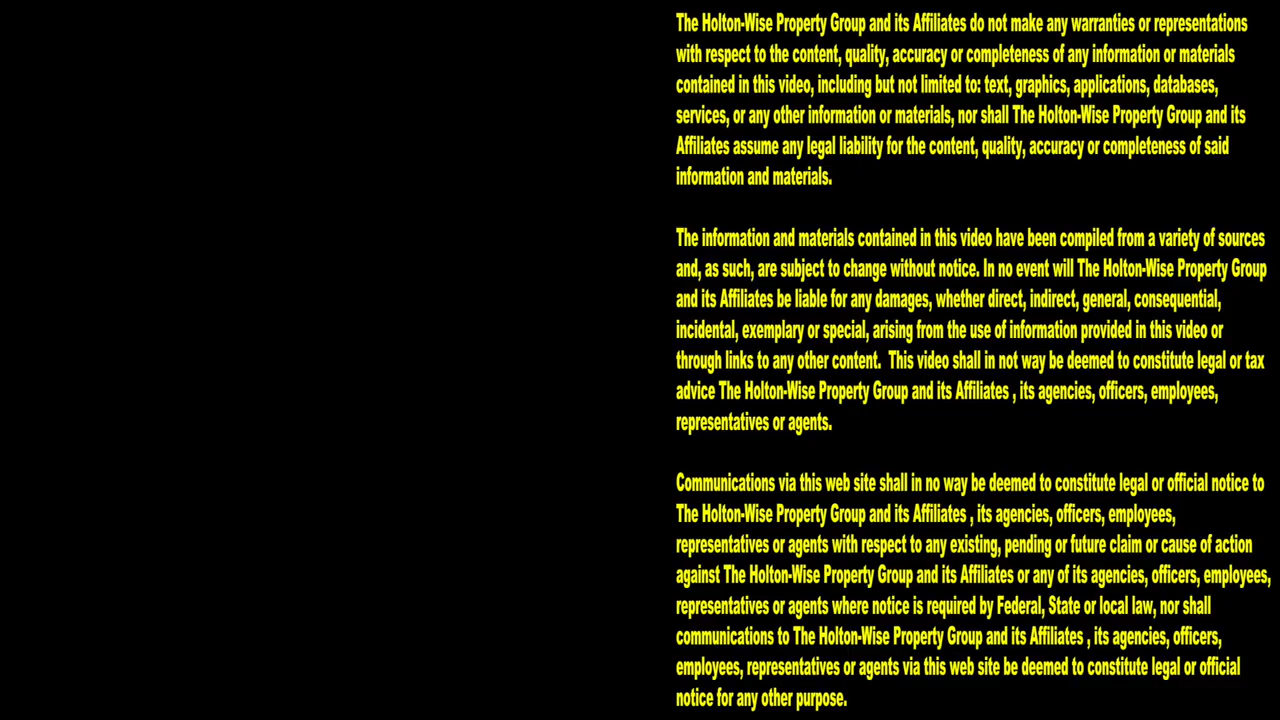 The Holton-Wise Property Group and its Affiliates do not make any warranties or representations
with respect to the content, quality, accuracy or completeness of any information or materials
contained in this video, including but not limited to: text, graphics, applications, databases,
services, or any other information or materials, nor shall The Holton-Wise Property Group and its
Affiliates assume any legal liability for the content, quality, accuracy or completeness of said
information and materials.
The information and materials contained in this video have been compiled from a variety of sources
and, as such, are subject to change without notice. In no event will The Holton-Wise Property Group
and its Affiliates be liable for any damages, whether direct, indirect, general, consequential,
incidental, exemplary or special, arising from the use of information provided in this video or
through links to any other content.  This video shall in not way be deemed to constitute legal or tax
advice The Holton-Wise Property Group and its Affiliates , its agencies, officers, employees,
representatives or agents.
Communications via this web site shall in no way be deemed to constitute legal or official notice to
The Holton-Wise Property Group and its Affiliates , its agencies, officers, employees,
representatives or agents with respect to any existing, pending or future claim or cause of action
against The Holton-Wise Property Group and its Affiliates or any of its agencies, officers, employees,
representatives or agents where notice is required by Federal, State or local law, nor shall
communications to The Holton-Wise Property Group and its Affiliates , its agencies, officers,
employees, representatives or agents via this web site be deemed to constitute legal or official
notice for any other purpose.